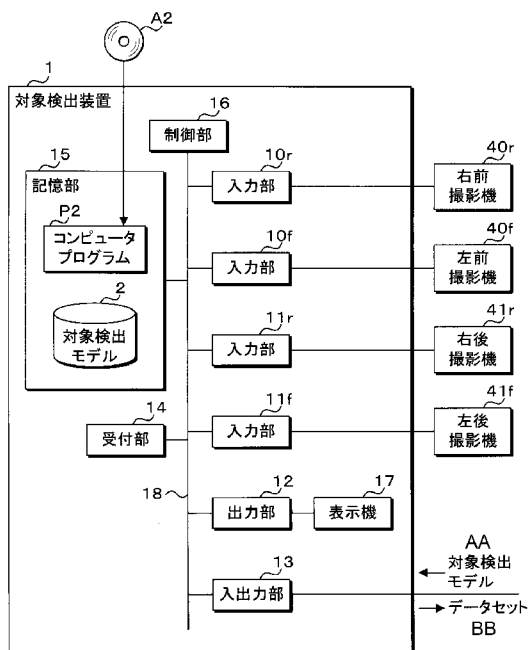 A2
1
対象検出装置
16
制御部
15
記憶部
P2
コンピュータ
プログラム
2
対象検出
モデル
14
受付部
18
10r
入力部
10f
入力部
11r
入力部
11f
入力部
12
出力部
17
表示機
13
入出力部
40r
右前
撮影機
40f
左前
撮影機
41r
右後
撮影機
41f
左後
撮影機
AA
対象検出
モデル
データセット
BB